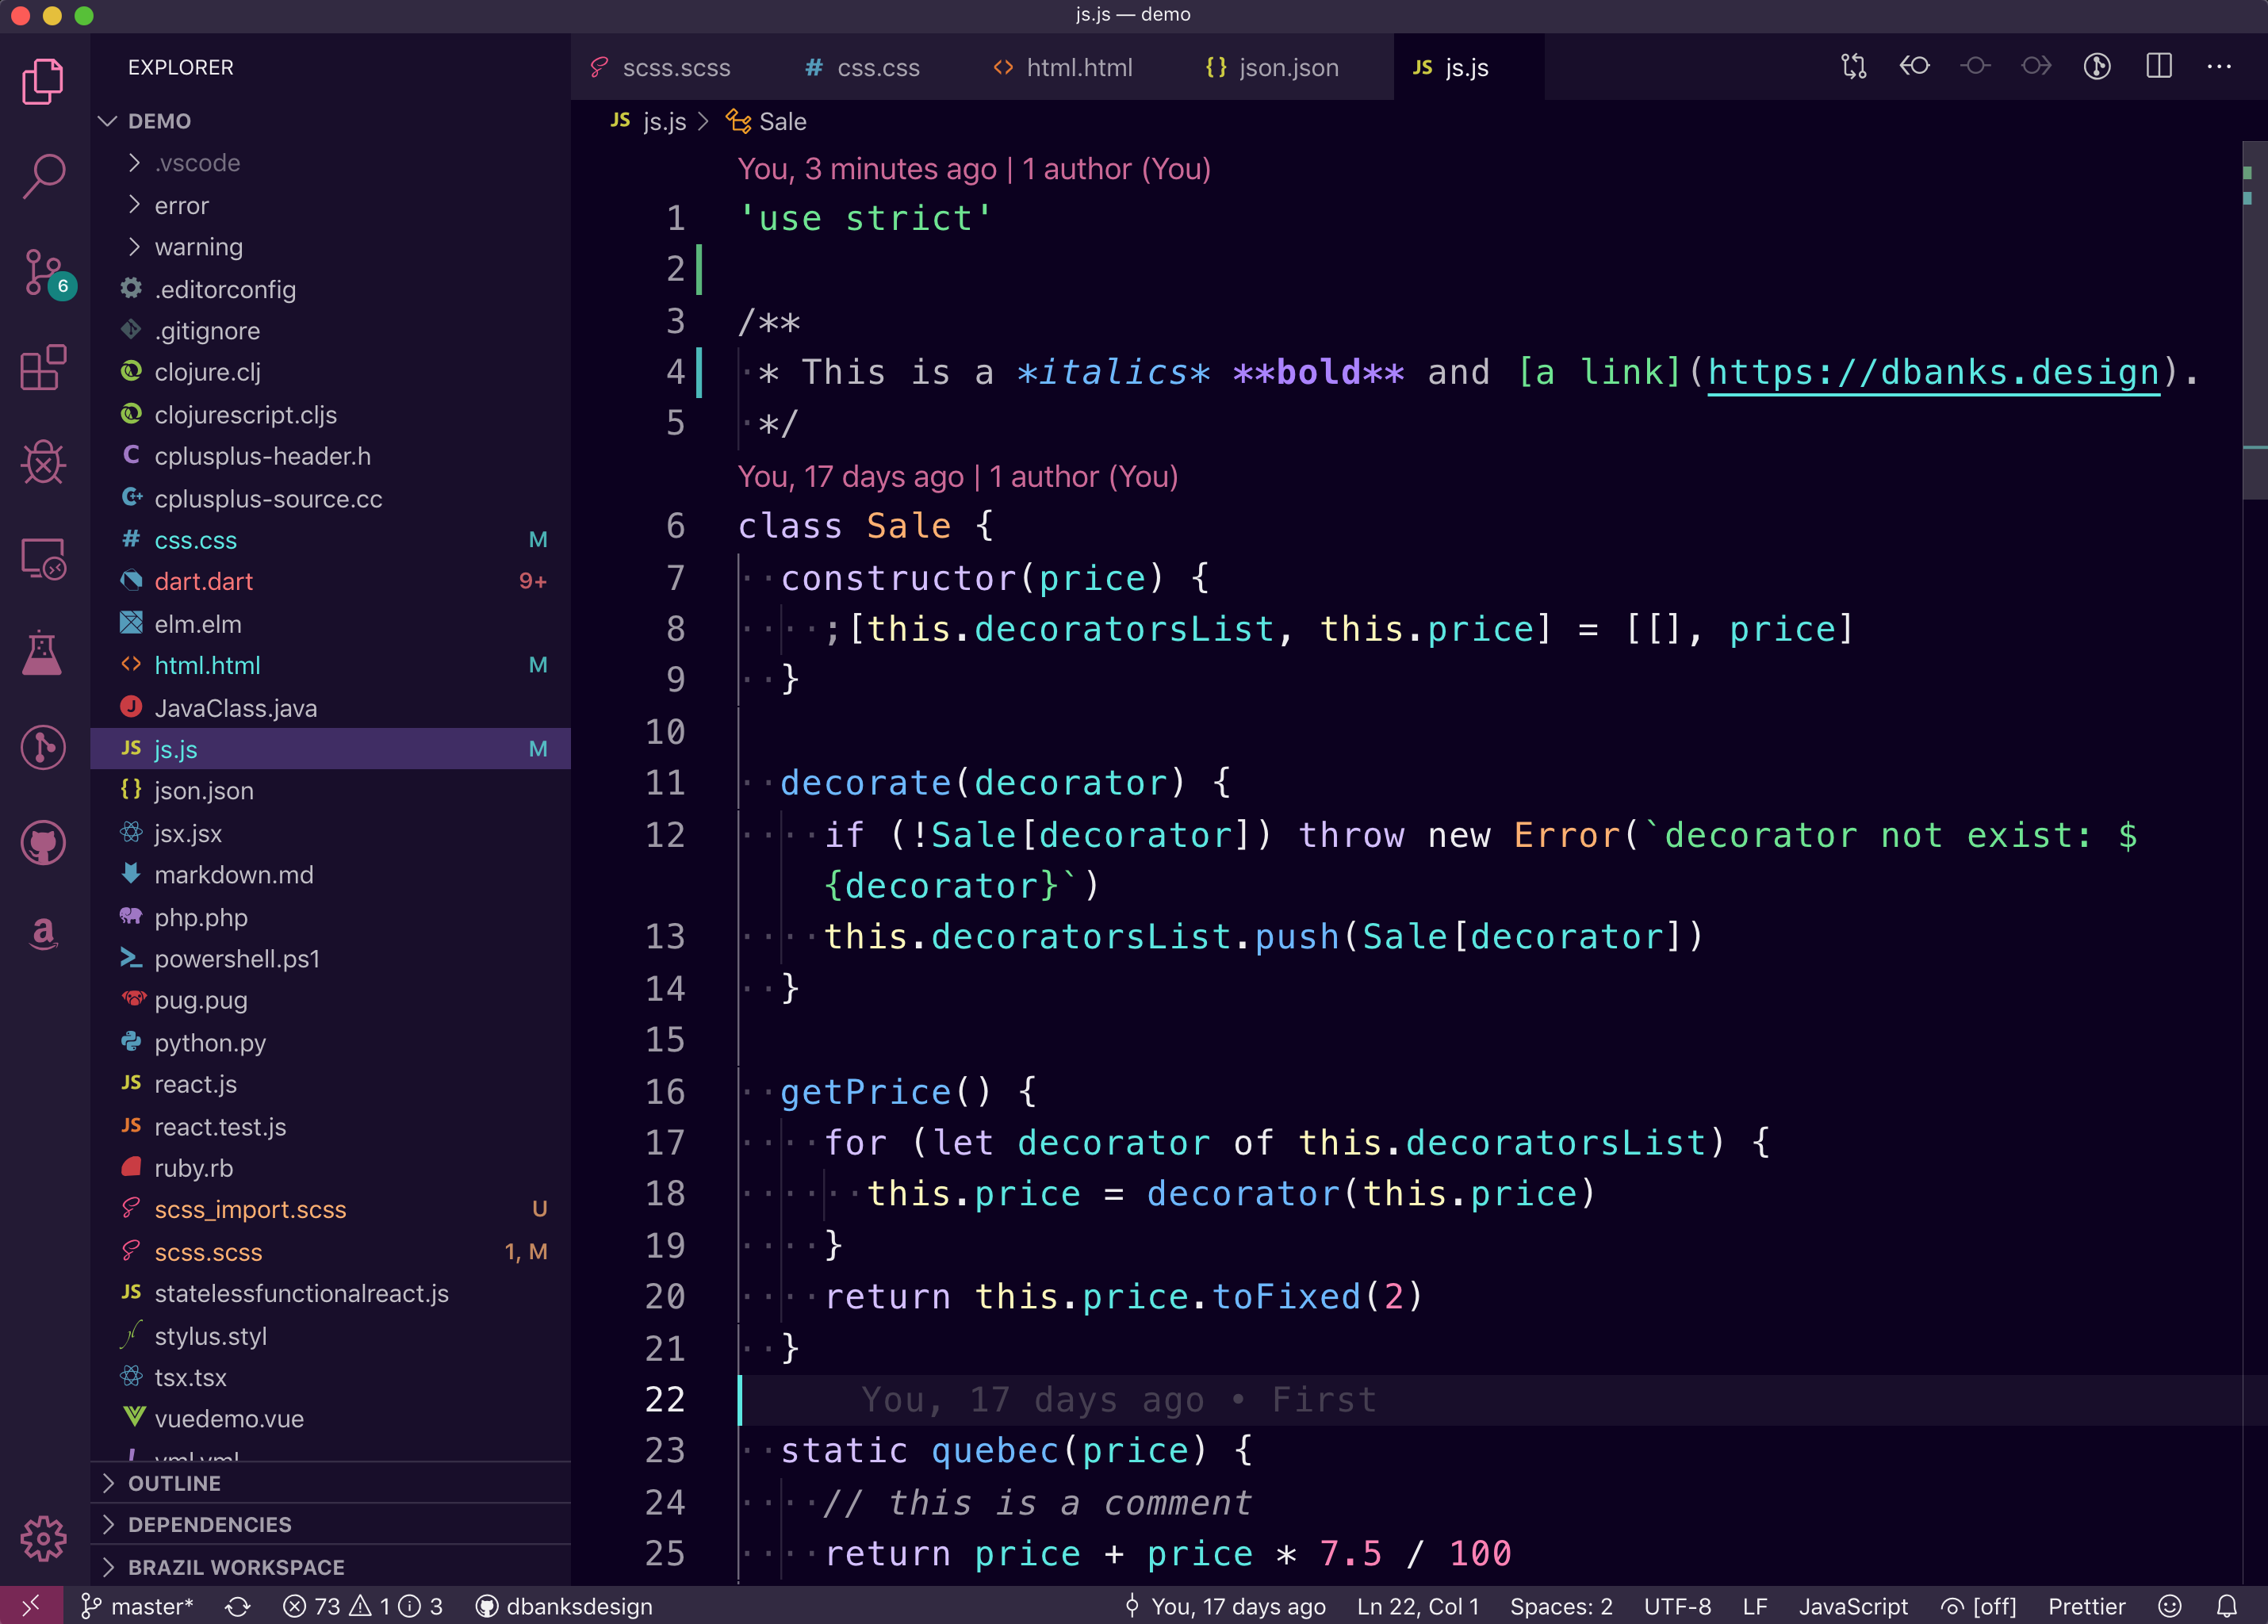 js.js — demo
EXPLORER
DEMO
.vscode
error
warning
.editorconfig
.gitignore
clojure.clj
clojurescript.cljs
C cplusplus-header.h
cplusplus-source.cc
# css.css M
dart.dart 9+
elm.elm
<> html.html M
J JavaClass.java
JS js.js M
{} json.json
jsx.jsx
markdown.md
php.php
powershell.ps1
pug.pug
python.py
JS react.js
JS react.test.js
ruby.rb
scss_import.scss U
scss.scss 1, M
JS statelessfunctionalreact.js
stylus.styl
tsx.tsx
vuedemo.vue
! yml.yml
OUTLINE
DEPENDENCIES
BRAZIL WORKSPACE
6
a
scss.scss # css.css <> html.html {} json.json JS js.js
JS js.js > Sale
You, 3 minutes ago | 1 author (You)
1 'use strict'
2
3 /**
4 * This is a *italics* **bold** and [a link](https://dbanks.design).
5 */
You, 17 days ago | 1 author (You)
6 class Sale {
7 constructor(price) {
8 ;[this.decoratorsList, this.price] = [[], price]
9 }
10
11 decorate(decorator) {
12 if (!Sale[decorator]) throw new Error(`decorator not exist: $
{decorator}`)
13 this.decoratorsList.push(Sale[decorator])
14 }
15
16 getPrice() {
17 for (let decorator of this.decoratorsList) {
18 this.price = decorator(this.price)
19 }
20 return this.price.toFixed(2)
21 }
22 You, 17 days ago • First
23 static quebec(price) {
24 // this is a comment
25 return price + price * 7.5 / 100
master* 73 1 3 dbanksdesign You, 17 days ago Ln 22, Col 1 Spaces: 2 UTF-8 LF JavaScript [off] Prettier